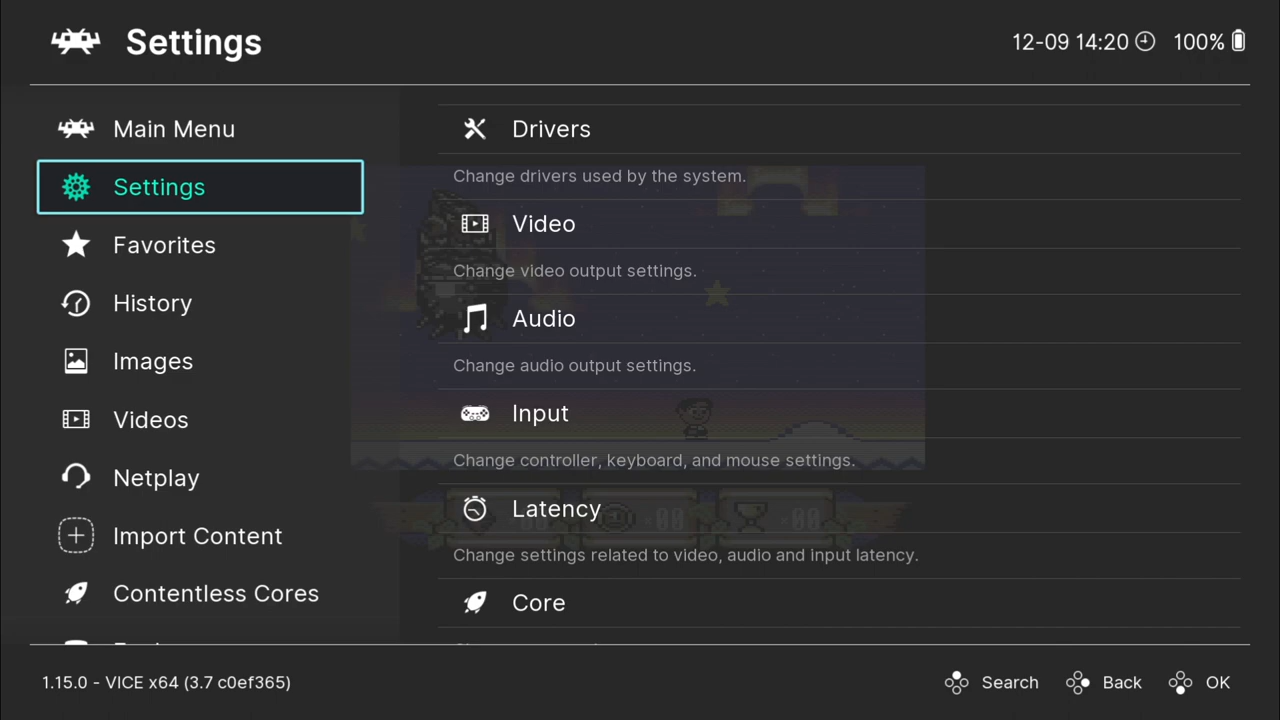 Settings
12-09 14:20 100%
Main Menu
Settings
Favorites
History
Images
Videos
Netplay
Import Content
Contentless Cores
Drivers
Change drivers used by the system.
Video
Change video output settings.
Audio
Change audio output settings.
Input
Change controller, keyboard, and mouse settings.
Latency
Change settings related to video, audio and input latency.
Core
00 00 00
1.15.0 - VICE x64 (3.7 c0ef365)
Search Back OK